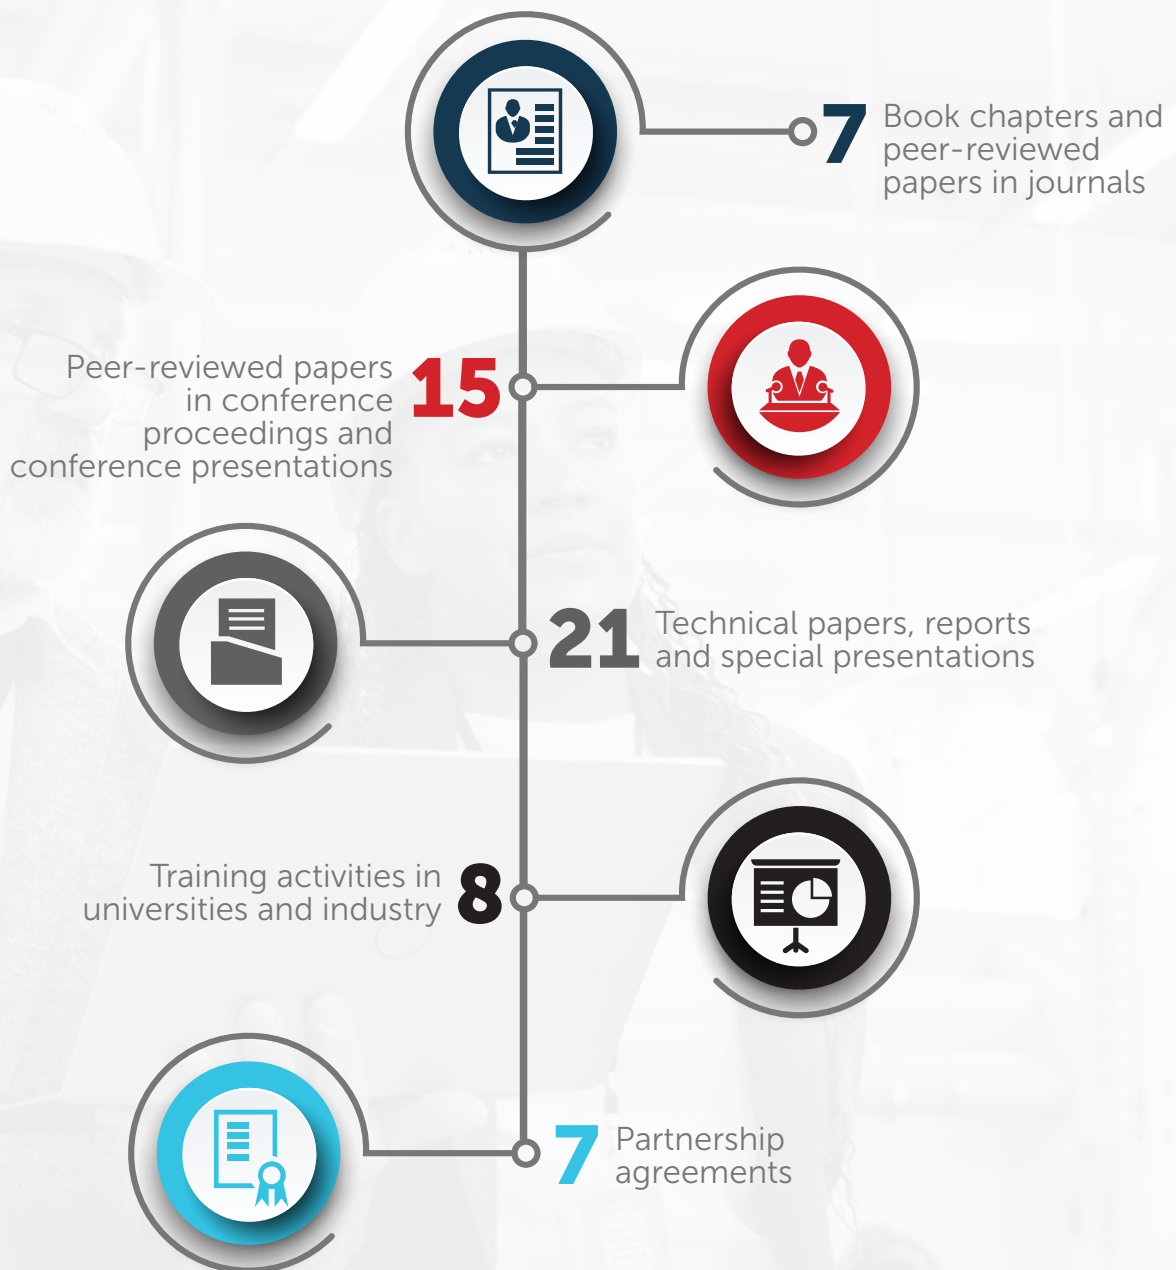 7
Book chapters and
peer-reviewed
papers in journals
Peer-reviewed papers
in conference
proceedings and
conference presentations
15
21
Technical papers, reports
and special presentations
Training activities in
universities and industry
8
7
Partnership
agreements